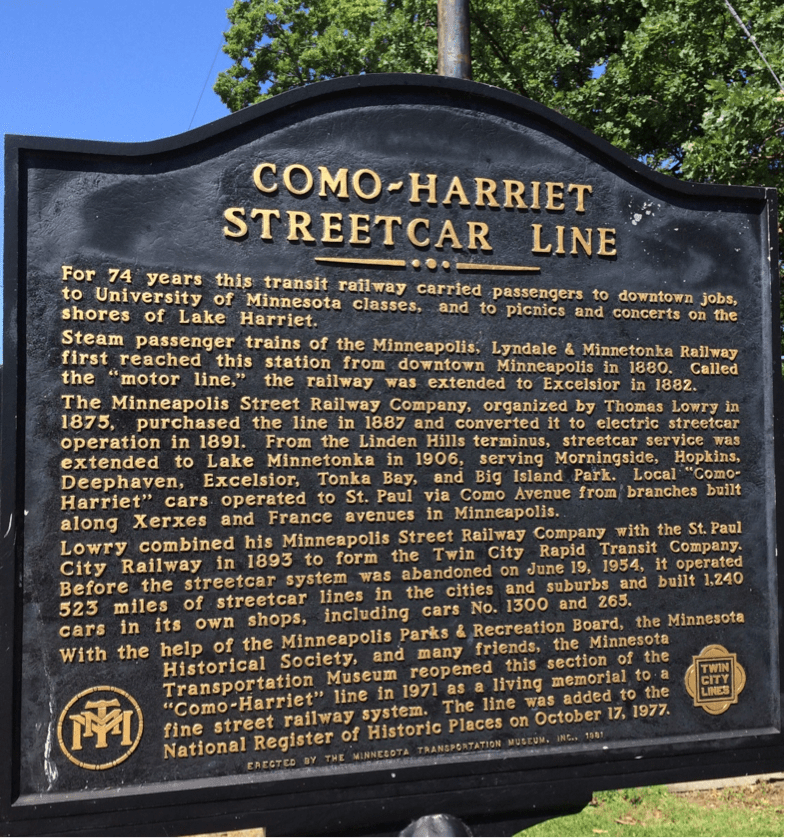 COMO-HARRIET
STREETCAR LINE
For 74 years this transit railway carried passengers to downtown jobs,
to University of Minnesota classes, and to picnics and concerts on the
shores of Lake Harriet.
Steam passenger trains of the Minneapolis, Lyndale & Minnetonka Railway
first reached this station from downtown Minneapolis in 1880. Called
the "motor line," the railway was extended to Excelsior in 1882.
The Minneapolis Street Railway Company, organized by Thomas Lowry in
1875, purchased the line in 1887 and converted it to electric streetcar
operation in 1891. From the Linden Hills terminus, streetcar service was
extended to Lake Minnetonka in 1906, serving Morningside, Hopkins,
Deephaven, Excelsior, Tonka Bay, and Big Island Park. Local "Como-
Harriet" cars operated to St. Paul via Como Avenue from branches built
along Xerxes and France avenues in Minneapolis.
Lowry combined his Minneapolis Street Railway Company with the St. Paul
City Railway in 1893 to form the Twin City Rapid Transit Company.
Before the streetcar system was abandoned on June 19, 1954, it operated
523 miles of streetcar lines in the cities and suburbs and built 1,240
cars in its own shops, including cars No. 1300 and 265.
With the help of the Minneapolis Parks & Recreation Board, the Minnesota
Historical Society, and many friends, the Minnesota
Transportation Museum reopened this section of the
"Como-Harriet" line in 1971 as a living memorial to a
fine street railway system. The line was added to the
National Register of Historic Places on October 17, 1977.
TWIN
CITY
LINES
MTM
ERECTED BY THE MINNESOTA TRANSPORTATION MUSEUM, INC., 1981